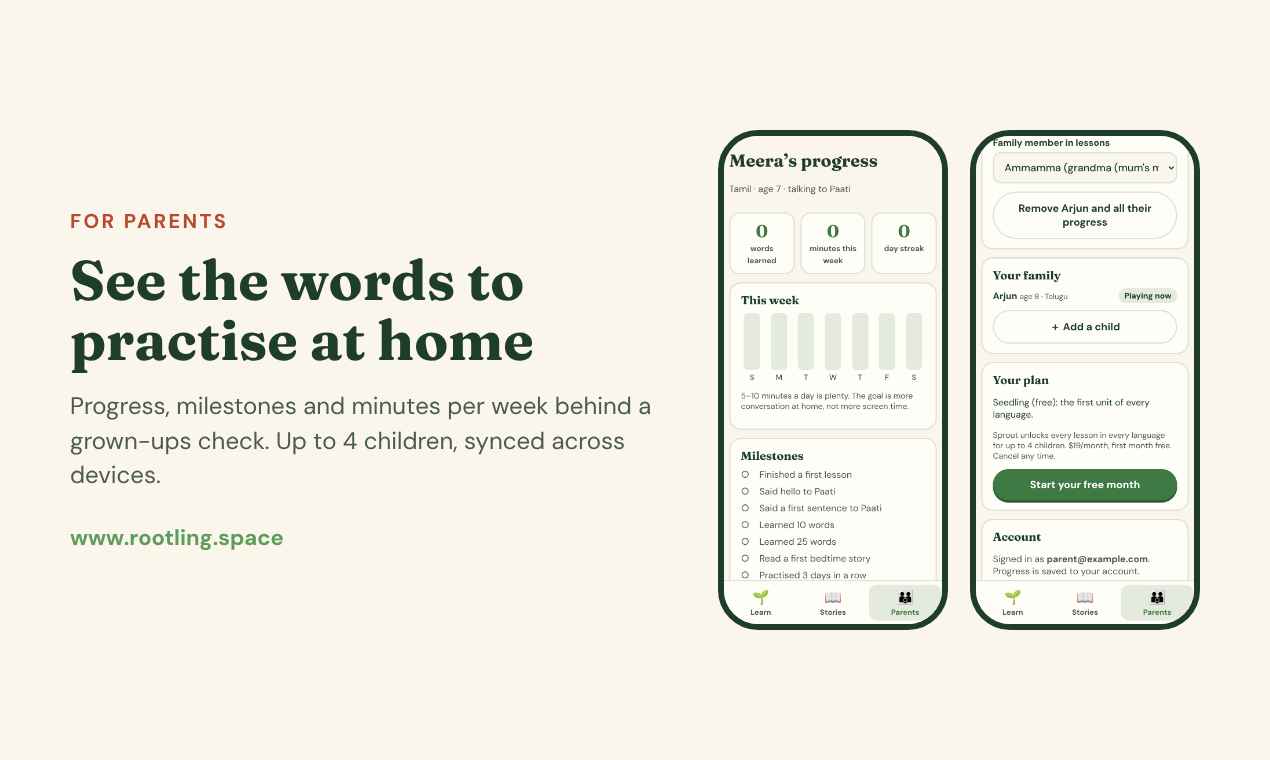 FOR PARENTS
See the words to
practise at home
Progress, milestones and minutes per week behind a
grown-ups check. Up to 4 children, synced across
devices.
www.rootling.space
Meera’s progress
Tamil · age 7 · talking to Paati
0
words
learned
0
minutes this
week
0
day streak
This week
S M T W T F S
5–10 minutes a day is plenty. The goal is more
conversation at home, not more screen time.
Milestones
Finished a first lesson
Said hello to Paati
Said a first sentence to Paati
Learned 10 words
Learned 25 words
Read a first bedtime story
Practised 3 days in a row
Learn Stories Parents
Family member in lessons
Ammamma (grandma (mum's m
Remove Arjun and all their
progress
Your family
Arjun age 8 · Telugu Playing now
+ Add a child
Your plan
Seedling (free): the first unit of every
language.
Sprout unlocks every lesson in every language
for up to 4 children. $19/month, first month free.
Cancel any time.
Start your free month
Account
Signed in as parent@example.com.
Progress is saved to your account.
Learn Stories Parents